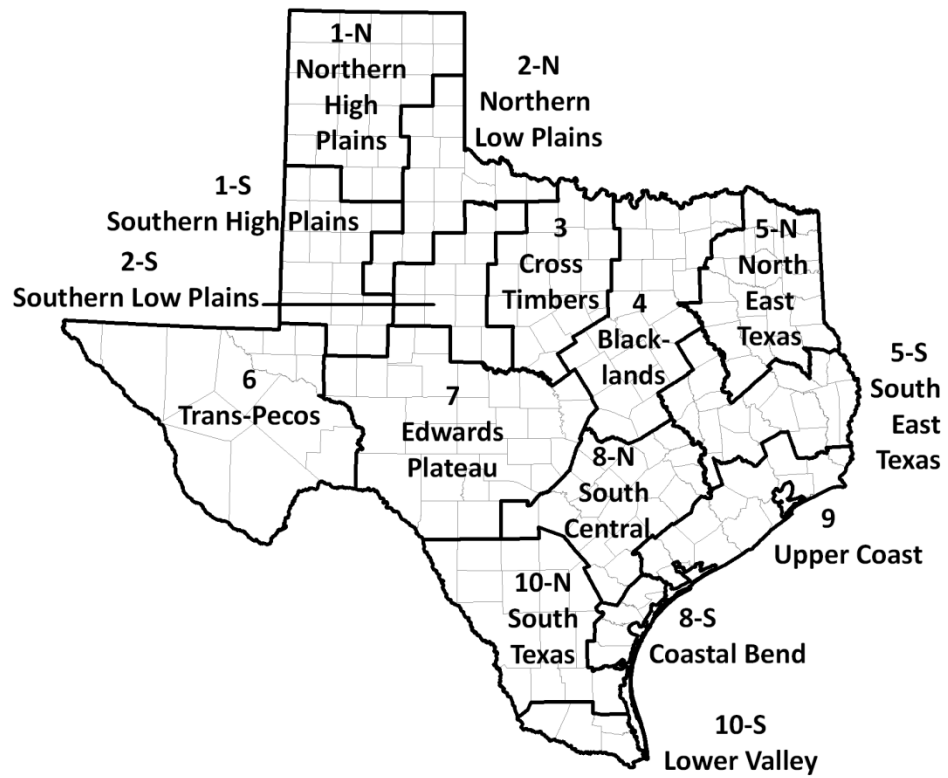 1-N
Northern
High
Plains
2-N
Northern
Low Plains
1-S
Southern High Plains
2-S
Southern Low Plains
3
Cross
Timbers
4
Black-
lands
5-N
North
East
Texas
5-S
South
East
Texas
6
Trans-Pecos
7
Edwards
Plateau
8-N
South
Central
9
Upper Coast
10-N
South
Texas
8-S
Coastal Bend
10-S
Lower Valley